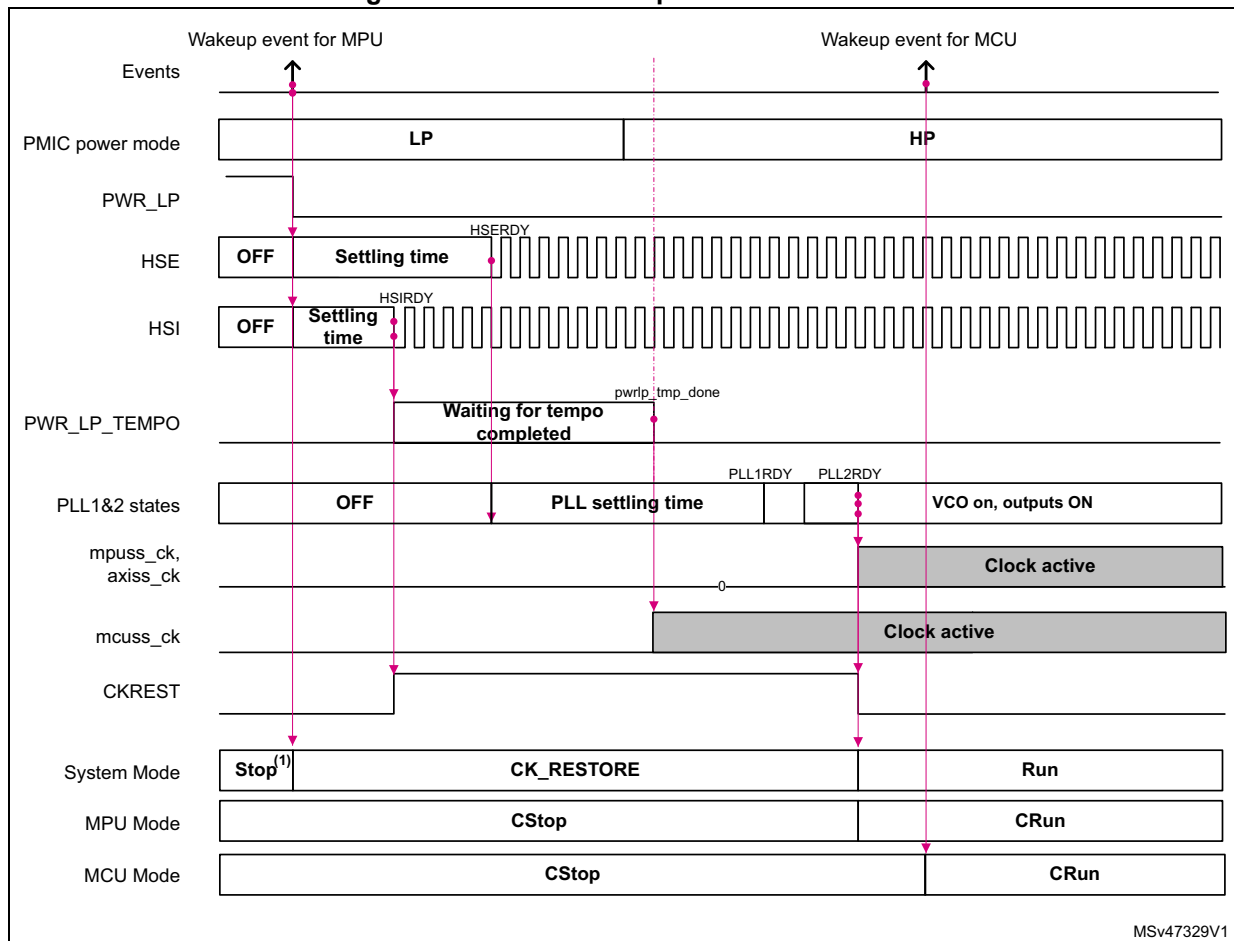 Wakeup event for MPU
Wakeup event for MCU
Events
PMIC power mode
LP
HP
PWR_LP
HSERDY
HSE
OFF
Settling time
HSIRDY
HSI
OFF
Settling
time
pwrlp_tmp_done
PWR_LP_TEMPO
Waiting for tempo
completed
PLL1RDY
PLL2RDY
PLL1&2 states
OFF
PLL settling time
VCO on, outputs ON
mpuss_ck,
axiss_ck
0
Clock active
mcuss_ck
Clock active
CKREST
System Mode
Stop(1)
CK_RESTORE
Run
MPU Mode
CStop
CRun
MCU Mode
CStop
CRun
MSv47329V1